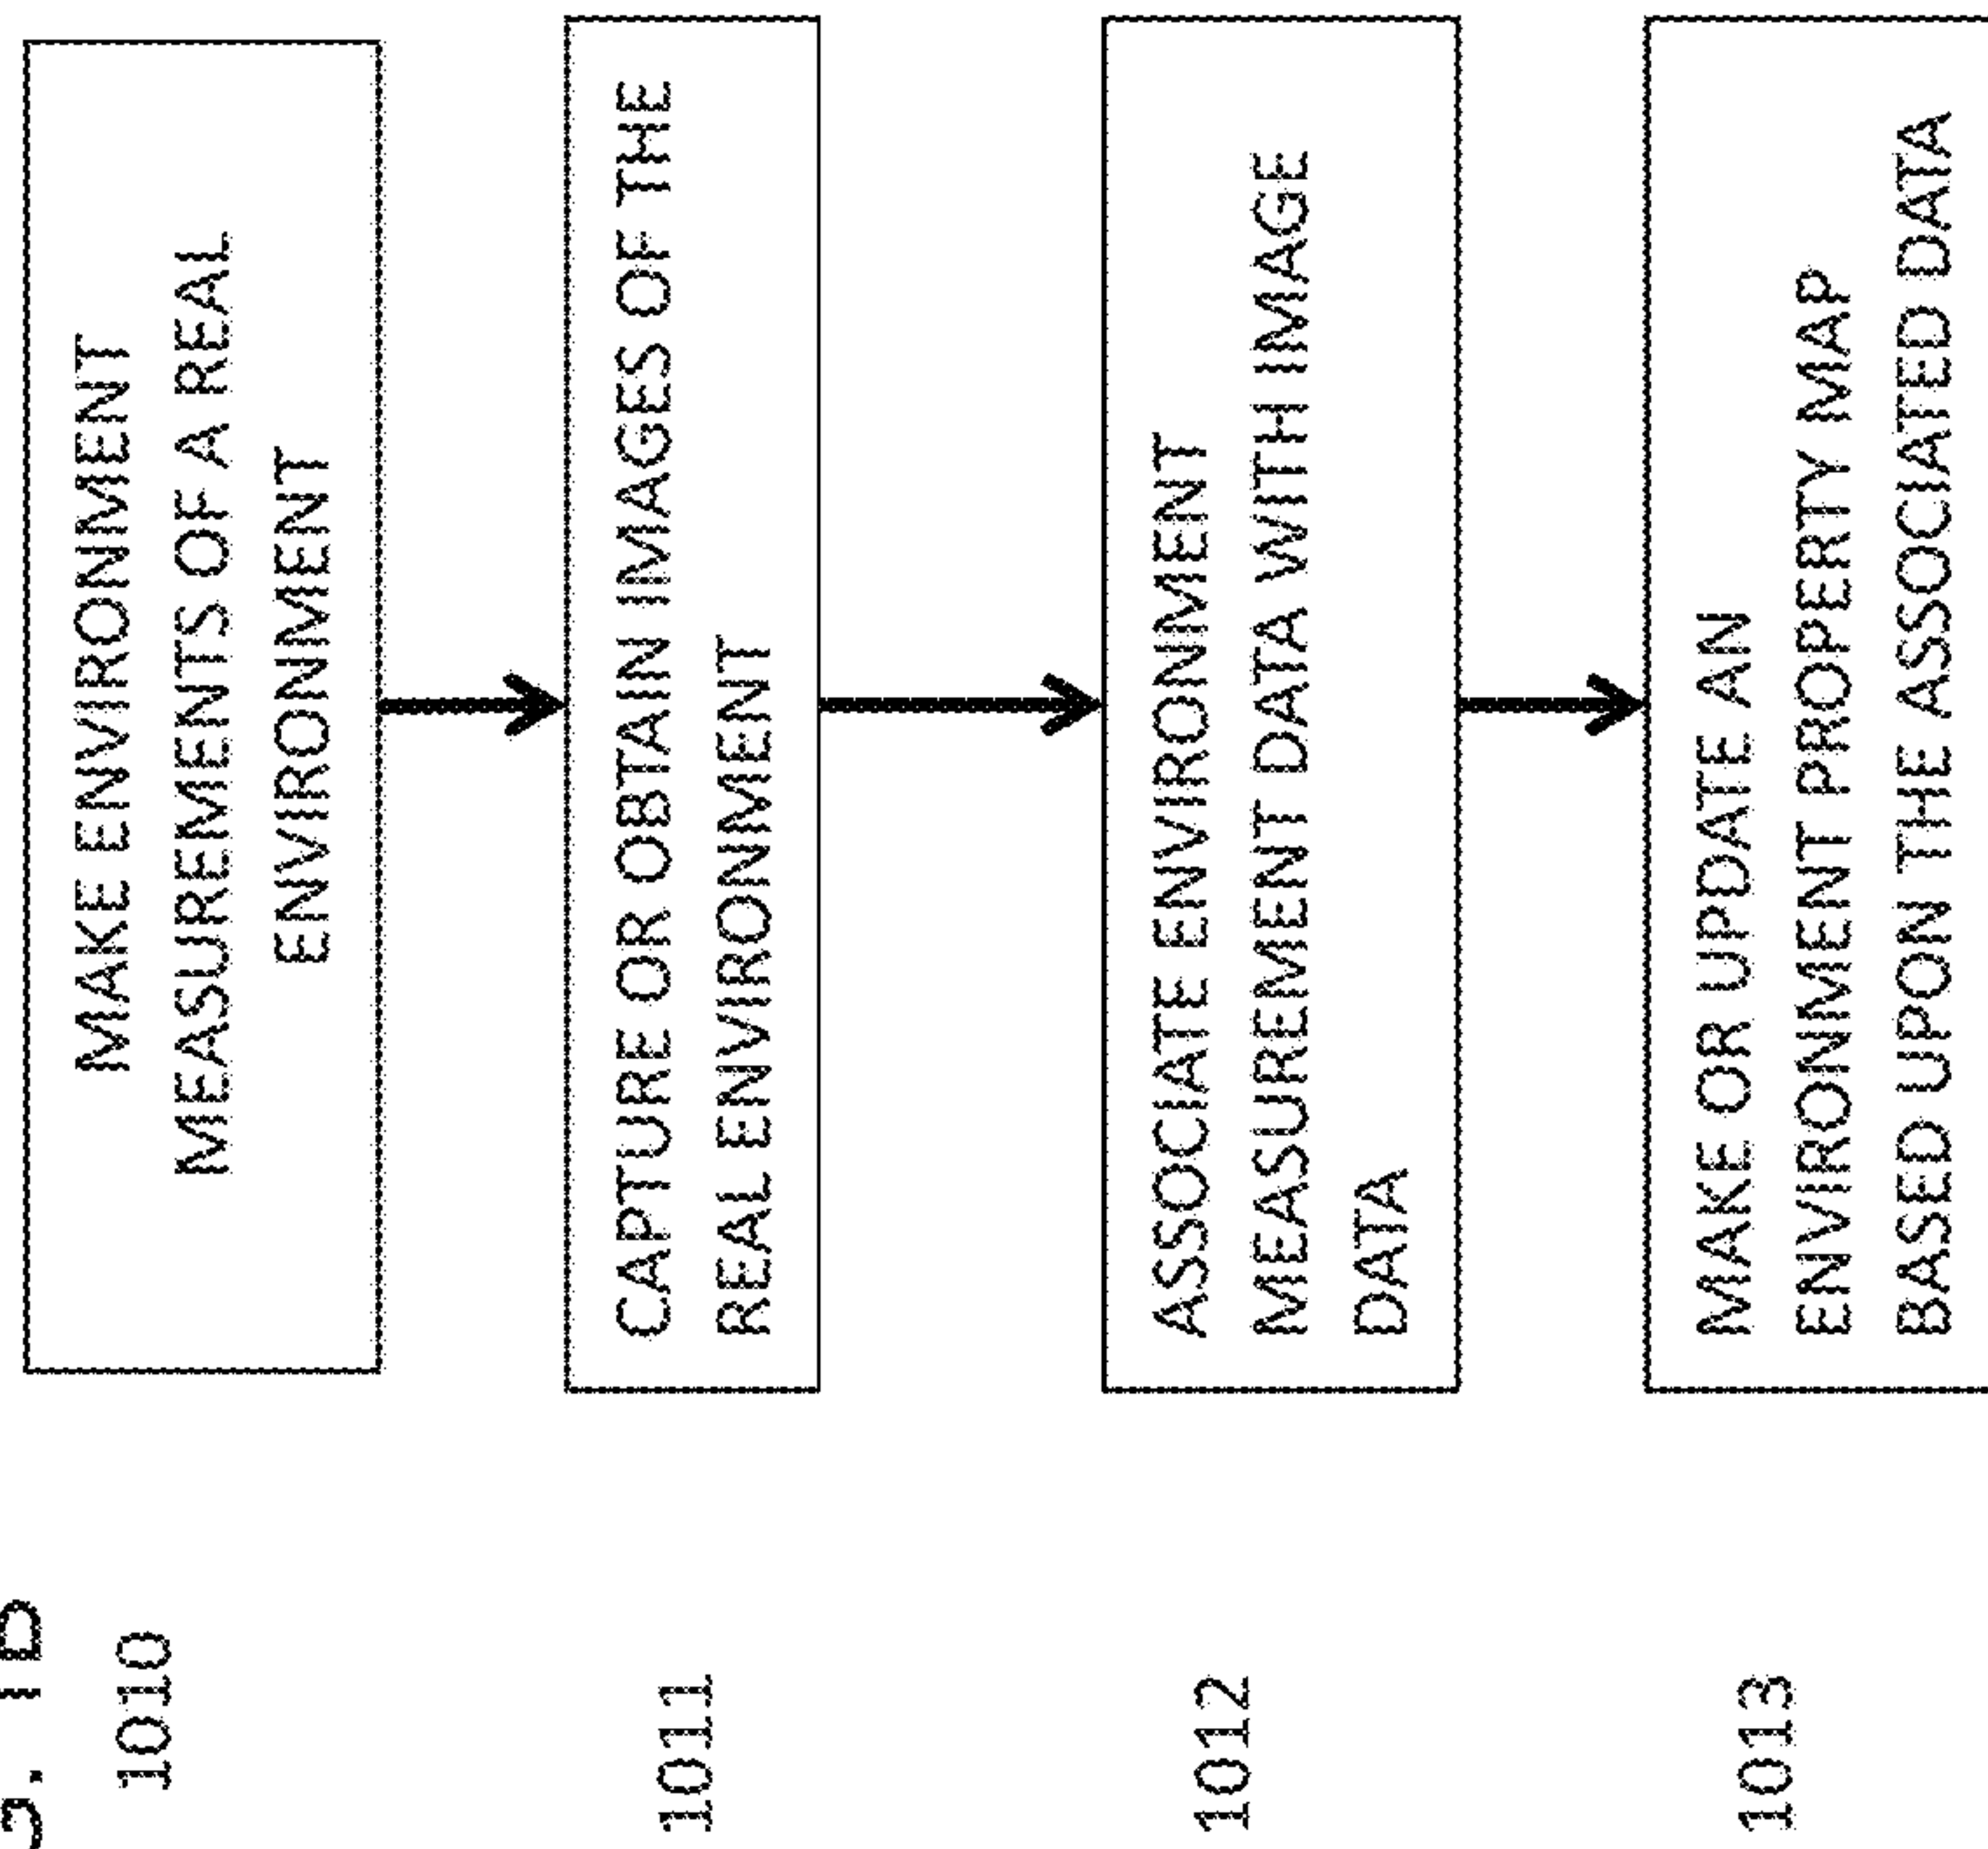 1010
MAKE ENVIRONMENT
MEASUREMENTS OF A REAL
ENVIRONMENT
1011
CAPTURE OR OBTAIN IMAGES OF THE
REAL ENVIRONMENT
1012
ASSOCIATE ENVIRONMENT
MEASUREMENT DATA WITH IMAGE
DATA
1013
MAKE OR UPDATE AN
ENVIRONMENT PROPERTY MAP
BASED UPON THE ASSOCIATED DATA